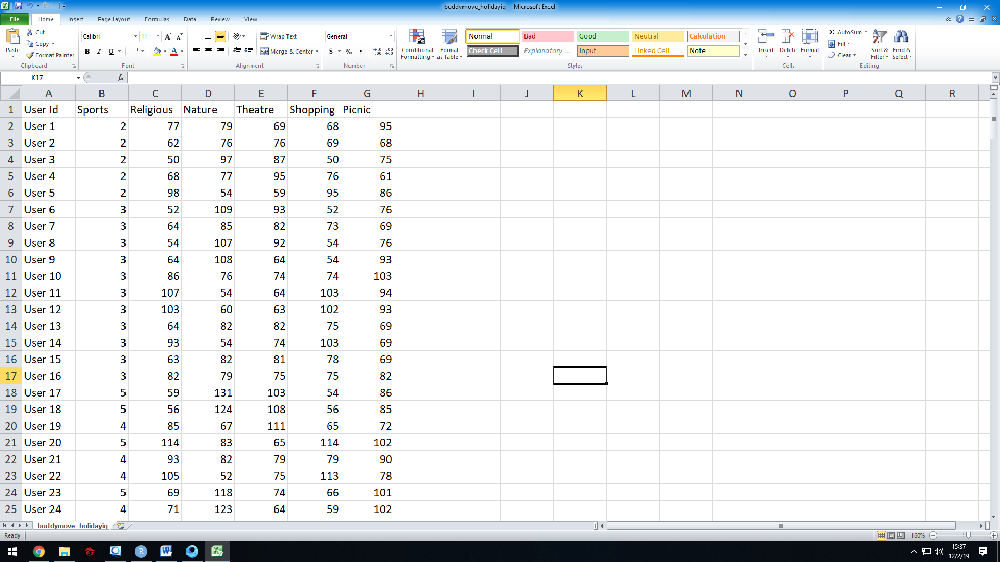 buddymove_holidayiq - Microsoft Excel
File Home Insert Page Layout Formulas Data Review View
Paste
Cut
Copy
Format Painter
Clipboard
Calibri 11
B I U
Font
Wrap Text
Merge & Center
Alignment
General
$ % ,
Number
Conditional Formatting
Format as Table
Normal Bad Good Neutral Calculation
Check Cell Explanatory ... Input Linked Cell Note
Styles
Insert Delete Format
Cells
Σ AutoSum
Fill
Clear
Sort & Filter
Find & Select
Editing
K17 fx
A B C D E F G H I J K L M N O P Q R
1 User Id Sports Religious Nature Theatre Shopping Picnic
2 User 1 2 77 79 69 68 95
3 User 2 2 62 76 76 69 68
4 User 3 2 50 97 87 50 75
5 User 4 2 68 77 95 76 61
6 User 5 2 98 54 59 95 86
7 User 6 3 52 109 93 52 76
8 User 7 3 64 85 82 73 69
9 User 8 3 54 107 92 54 76
10 User 9 3 64 108 64 54 93
11 User 10 3 86 76 74 74 103
12 User 11 3 107 54 64 103 94
13 User 12 3 103 60 63 102 93
14 User 13 3 64 82 82 75 69
15 User 14 3 93 54 74 103 69
16 User 15 3 63 82 81 78 69
17 User 16 3 82 79 75 75 82
18 User 17 5 59 131 103 54 86
19 User 18 5 56 124 108 56 85
20 User 19 4 85 67 111 65 72
21 User 20 5 114 83 65 114 102
22 User 21 4 93 82 79 79 90
23 User 22 4 105 52 75 113 78
24 User 23 5 69 118 74 66 101
25 User 24 4 71 123 64 59 102
buddymove_holidayiq
Ready 160%
15:37
12/2/19